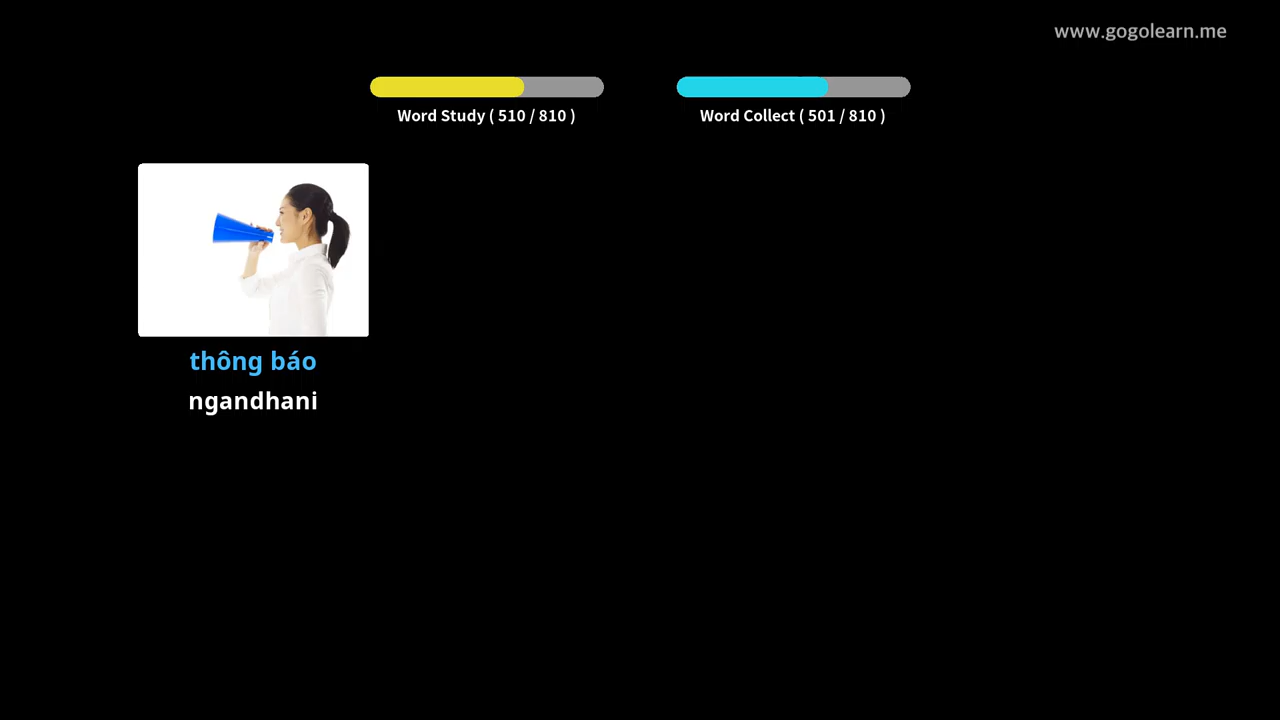 www.gogolearn.me
Word Study ( 510 / 810 )
Word Collect ( 501 / 810 )
thông báo
ngandhani